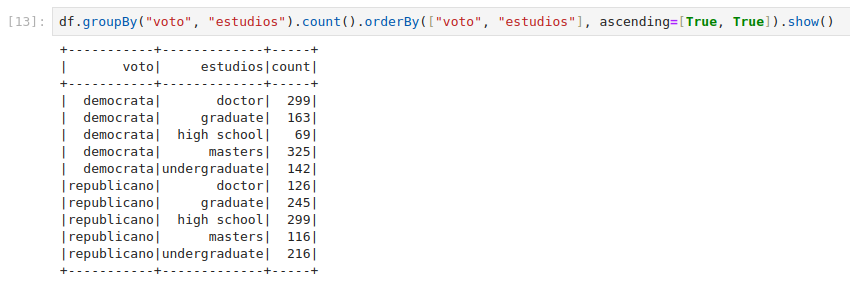 [13]: df.groupBy("voto", "estudios").count().orderBy(["voto", "estudios"], ascending=[True, True]).show()
+-----------+-------------+-----+
|       voto|     estudios|count|
+-----------+-------------+-----+
|  democrata|       doctor|  299|
|  democrata|     graduate|  163|
|  democrata|  high school|   69|
|  democrata|      masters|  325|
|  democrata|undergraduate|  142|
|republicano|       doctor|  126|
|republicano|     graduate|  245|
|republicano|  high school|  299|
|republicano|      masters|  116|
|republicano|undergraduate|  216|
+-----------+-------------+-----+